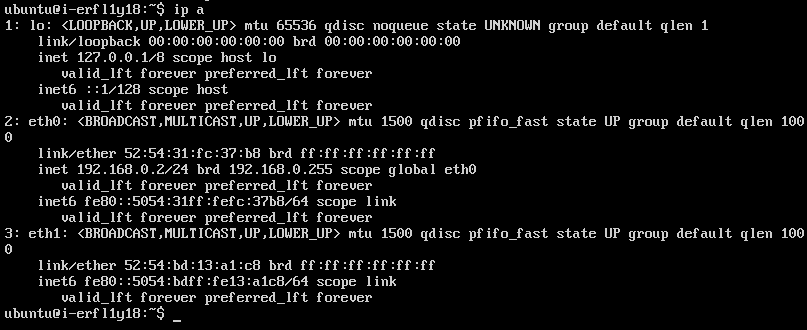 ubuntu@i-erfl1y18:~$ ip a
1: lo: <LOOPBACK,UP,LOWER_UP> mtu 65536 qdisc noqueue state UNKNOWN group default qlen 1
    link/loopback 00:00:00:00:00:00 brd 00:00:00:00:00:00
    inet 127.0.0.1/8 scope host lo
       valid_lft forever preferred_lft forever
    inet6 ::1/128 scope host
       valid_lft forever preferred_lft forever
2: eth0: <BROADCAST,MULTICAST,UP,LOWER_UP> mtu 1500 qdisc pfifo_fast state UP group default qlen 100
0
    link/ether 52:54:31:fc:37:b8 brd ff:ff:ff:ff:ff:ff
    inet 192.168.0.2/24 brd 192.168.0.255 scope global eth0
       valid_lft forever preferred_lft forever
    inet6 fe80::5054:31ff:fefc:37b8/64 scope link
       valid_lft forever preferred_lft forever
3: eth1: <BROADCAST,MULTICAST,UP,LOWER_UP> mtu 1500 qdisc pfifo_fast state UP group default qlen 100
0
    link/ether 52:54:bd:13:a1:c8 brd ff:ff:ff:ff:ff:ff
    inet6 fe80::5054:bdff:fe13:a1c8/64 scope link
       valid_lft forever preferred_lft forever
ubuntu@i-erfl1y18:~$ _